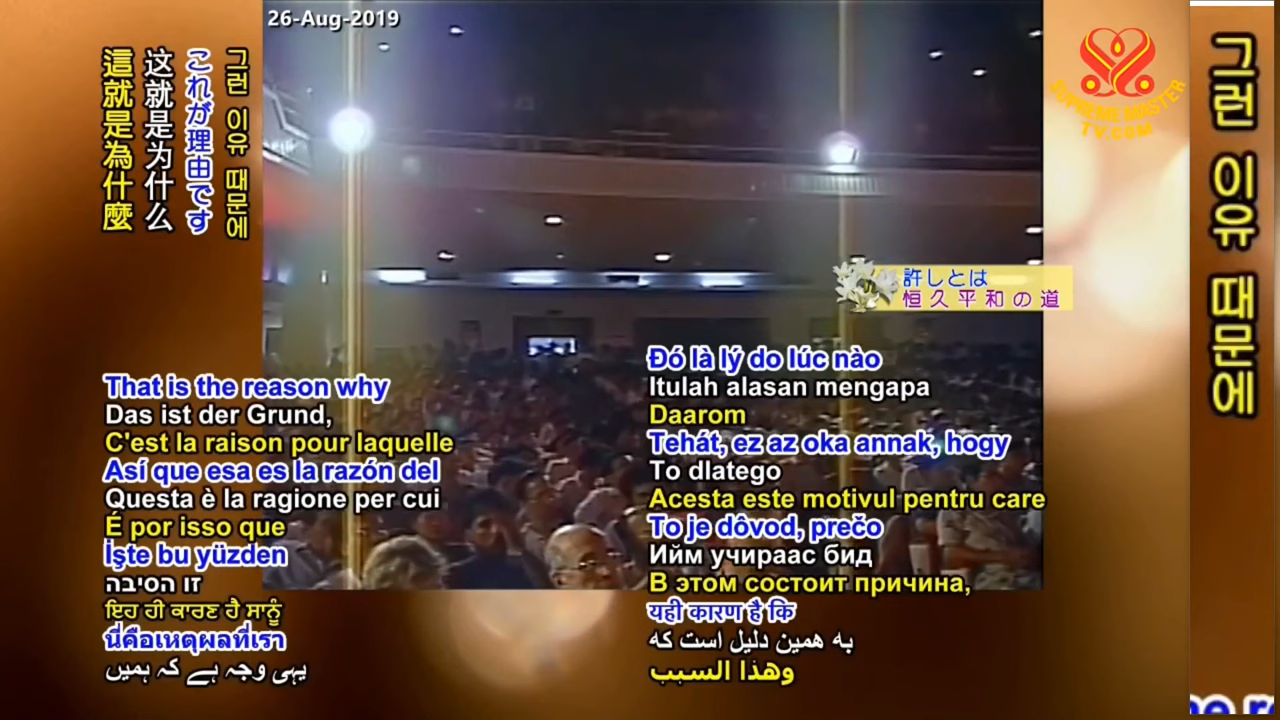 26-Aug-2019
SUPREME MASTER
TV.COM
그런 이유 때문에
これが理由です
这就是为什么
這就是為什麼
許しとは
恒久平和の道
That is the reason why
Das ist der Grund,
C'est la raison pour laquelle
Así que esa es la razón del
Questa è la ragione per cui
É por isso que
İşte bu yüzden
זו הסיבה
ਇਹ ਹੀ ਕਾਰਣ ਹੈ ਸਾਨੂੰ
นี่คือเหตุผลที่เรา
یہی وجہ ہے کہ ہمیں
Đó là lý do lúc nào
Itulah alasan mengapa
Daarom
Tehát, ez az oka annak, hogy
To dlatego
Acesta este motivul pentru care
To je dôvod, prečo
Ийм учираас бид
В этом состоит причина,
यही कारण है कि
به همین دلیل است که
وهذا السبب
그런 이유 때문에